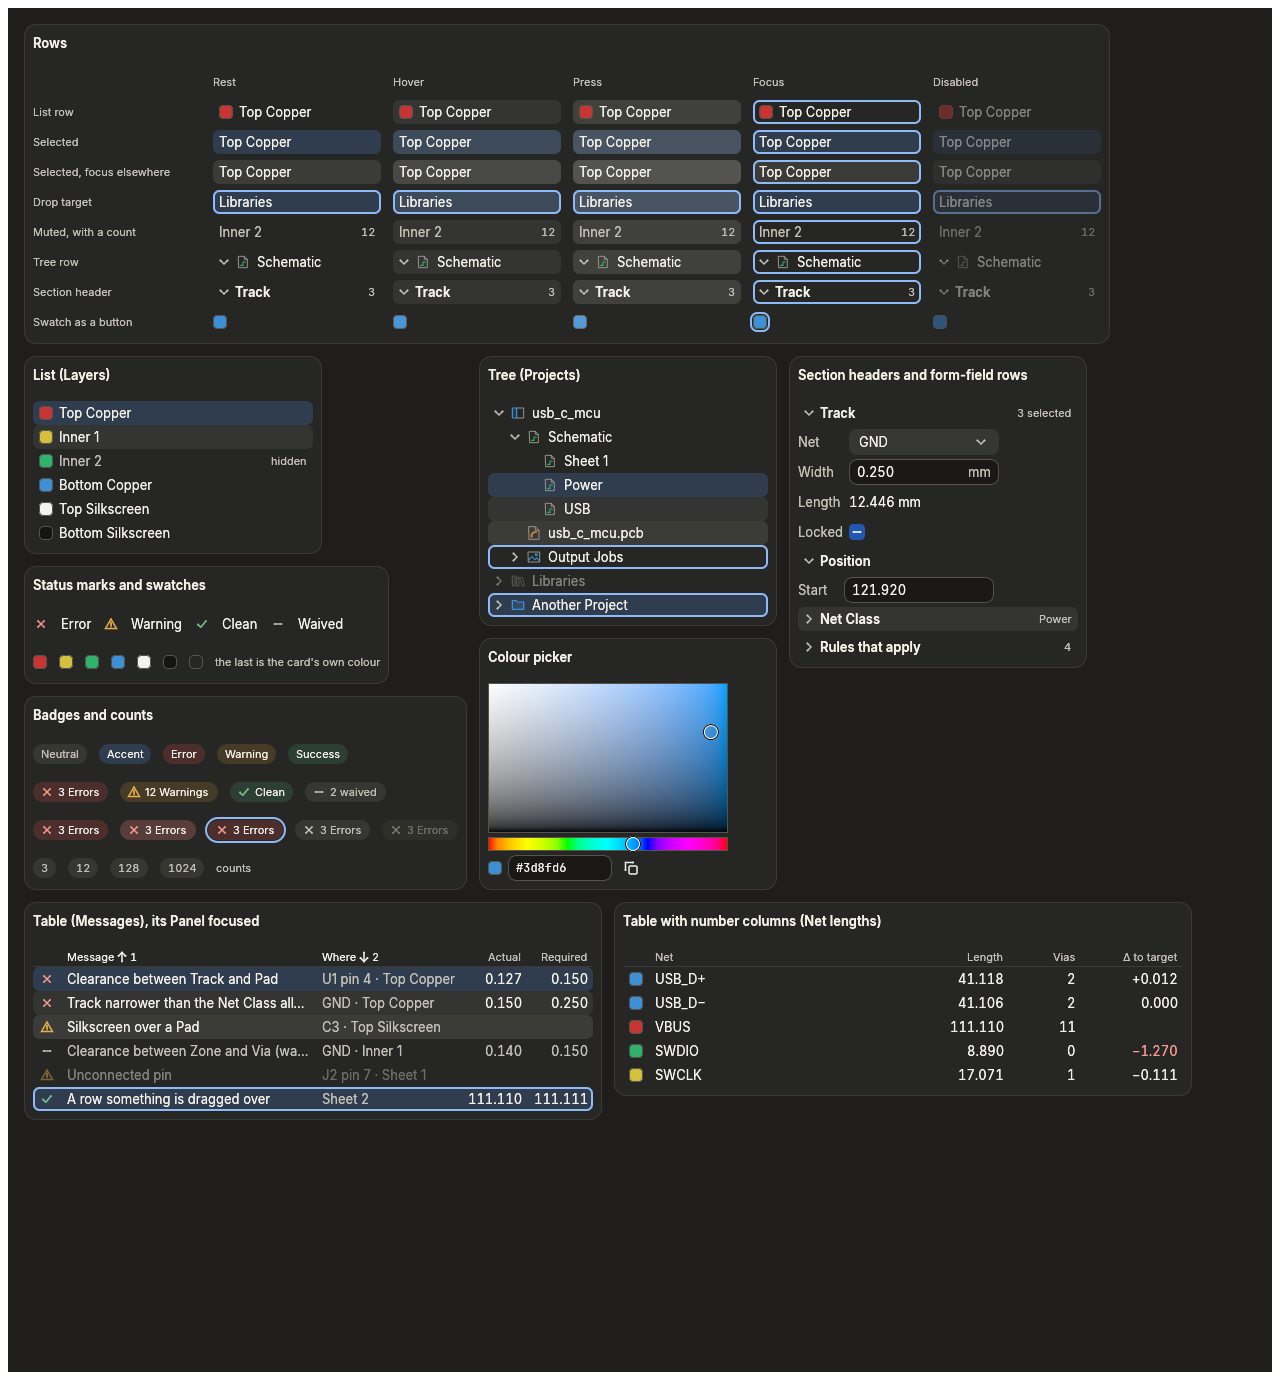 Rows
Rest Hover Press Focus Disabled
List row Top Copper Top Copper Top Copper Top Copper Top Copper
Selected Top Copper Top Copper Top Copper Top Copper Top Copper
Selected, focus elsewhere Top Copper Top Copper Top Copper Top Copper Top Copper
Drop target Libraries Libraries Libraries Libraries Libraries
Muted, with a count Inner 2 12 Inner 2 12 Inner 2 12 Inner 2 12 Inner 2 12
Tree row Schematic Schematic Schematic Schematic Schematic
Section header Track 3 Track 3 Track 3 Track 3 Track 3
Swatch as a button
List (Layers)
Top Copper
Inner 1
Inner 2 hidden
Bottom Copper
Top Silkscreen
Bottom Silkscreen
Status marks and swatches
Error Warning Clean Waived
the last is the card's own colour
Badges and counts
Neutral Accent Error Warning Success
3 Errors 12 Warnings Clean 2 waived
3 Errors 3 Errors 3 Errors 3 Errors 3 Errors
3 12 128 1024 counts
Tree (Projects)
usb_c_mcu
Schematic
Sheet 1
Power
USB
usb_c_mcu.pcb
Output Jobs
Libraries
Another Project
Colour picker
#3d8fd6
Section headers and form-field rows
Track 3 selected
Net GND
Width 0.250 mm
Length 12.446 mm
Locked
Position
Start 121.920
Net Class Power
Rules that apply 4
Table (Messages), its Panel focused
Message ↑ 1 Where ↓ 2 Actual Required
Clearance between Track and Pad U1 pin 4 · Top Copper 0.127 0.150
Track narrower than the Net Class all... GND · Top Copper 0.150 0.250
Silkscreen over a Pad C3 · Top Silkscreen
Clearance between Zone and Via (wa... GND · Inner 1 0.140 0.150
Unconnected pin J2 pin 7 · Sheet 1
A row something is dragged over Sheet 2 111.110 111.111
Table with number columns (Net lengths)
Net Length Vias Δ to target
USB_D+ 41.118 2 +0.012
USB_D− 41.106 2 0.000
VBUS 111.110 11
SWDIO 8.890 0 −1.270
SWCLK 17.071 1 −0.111